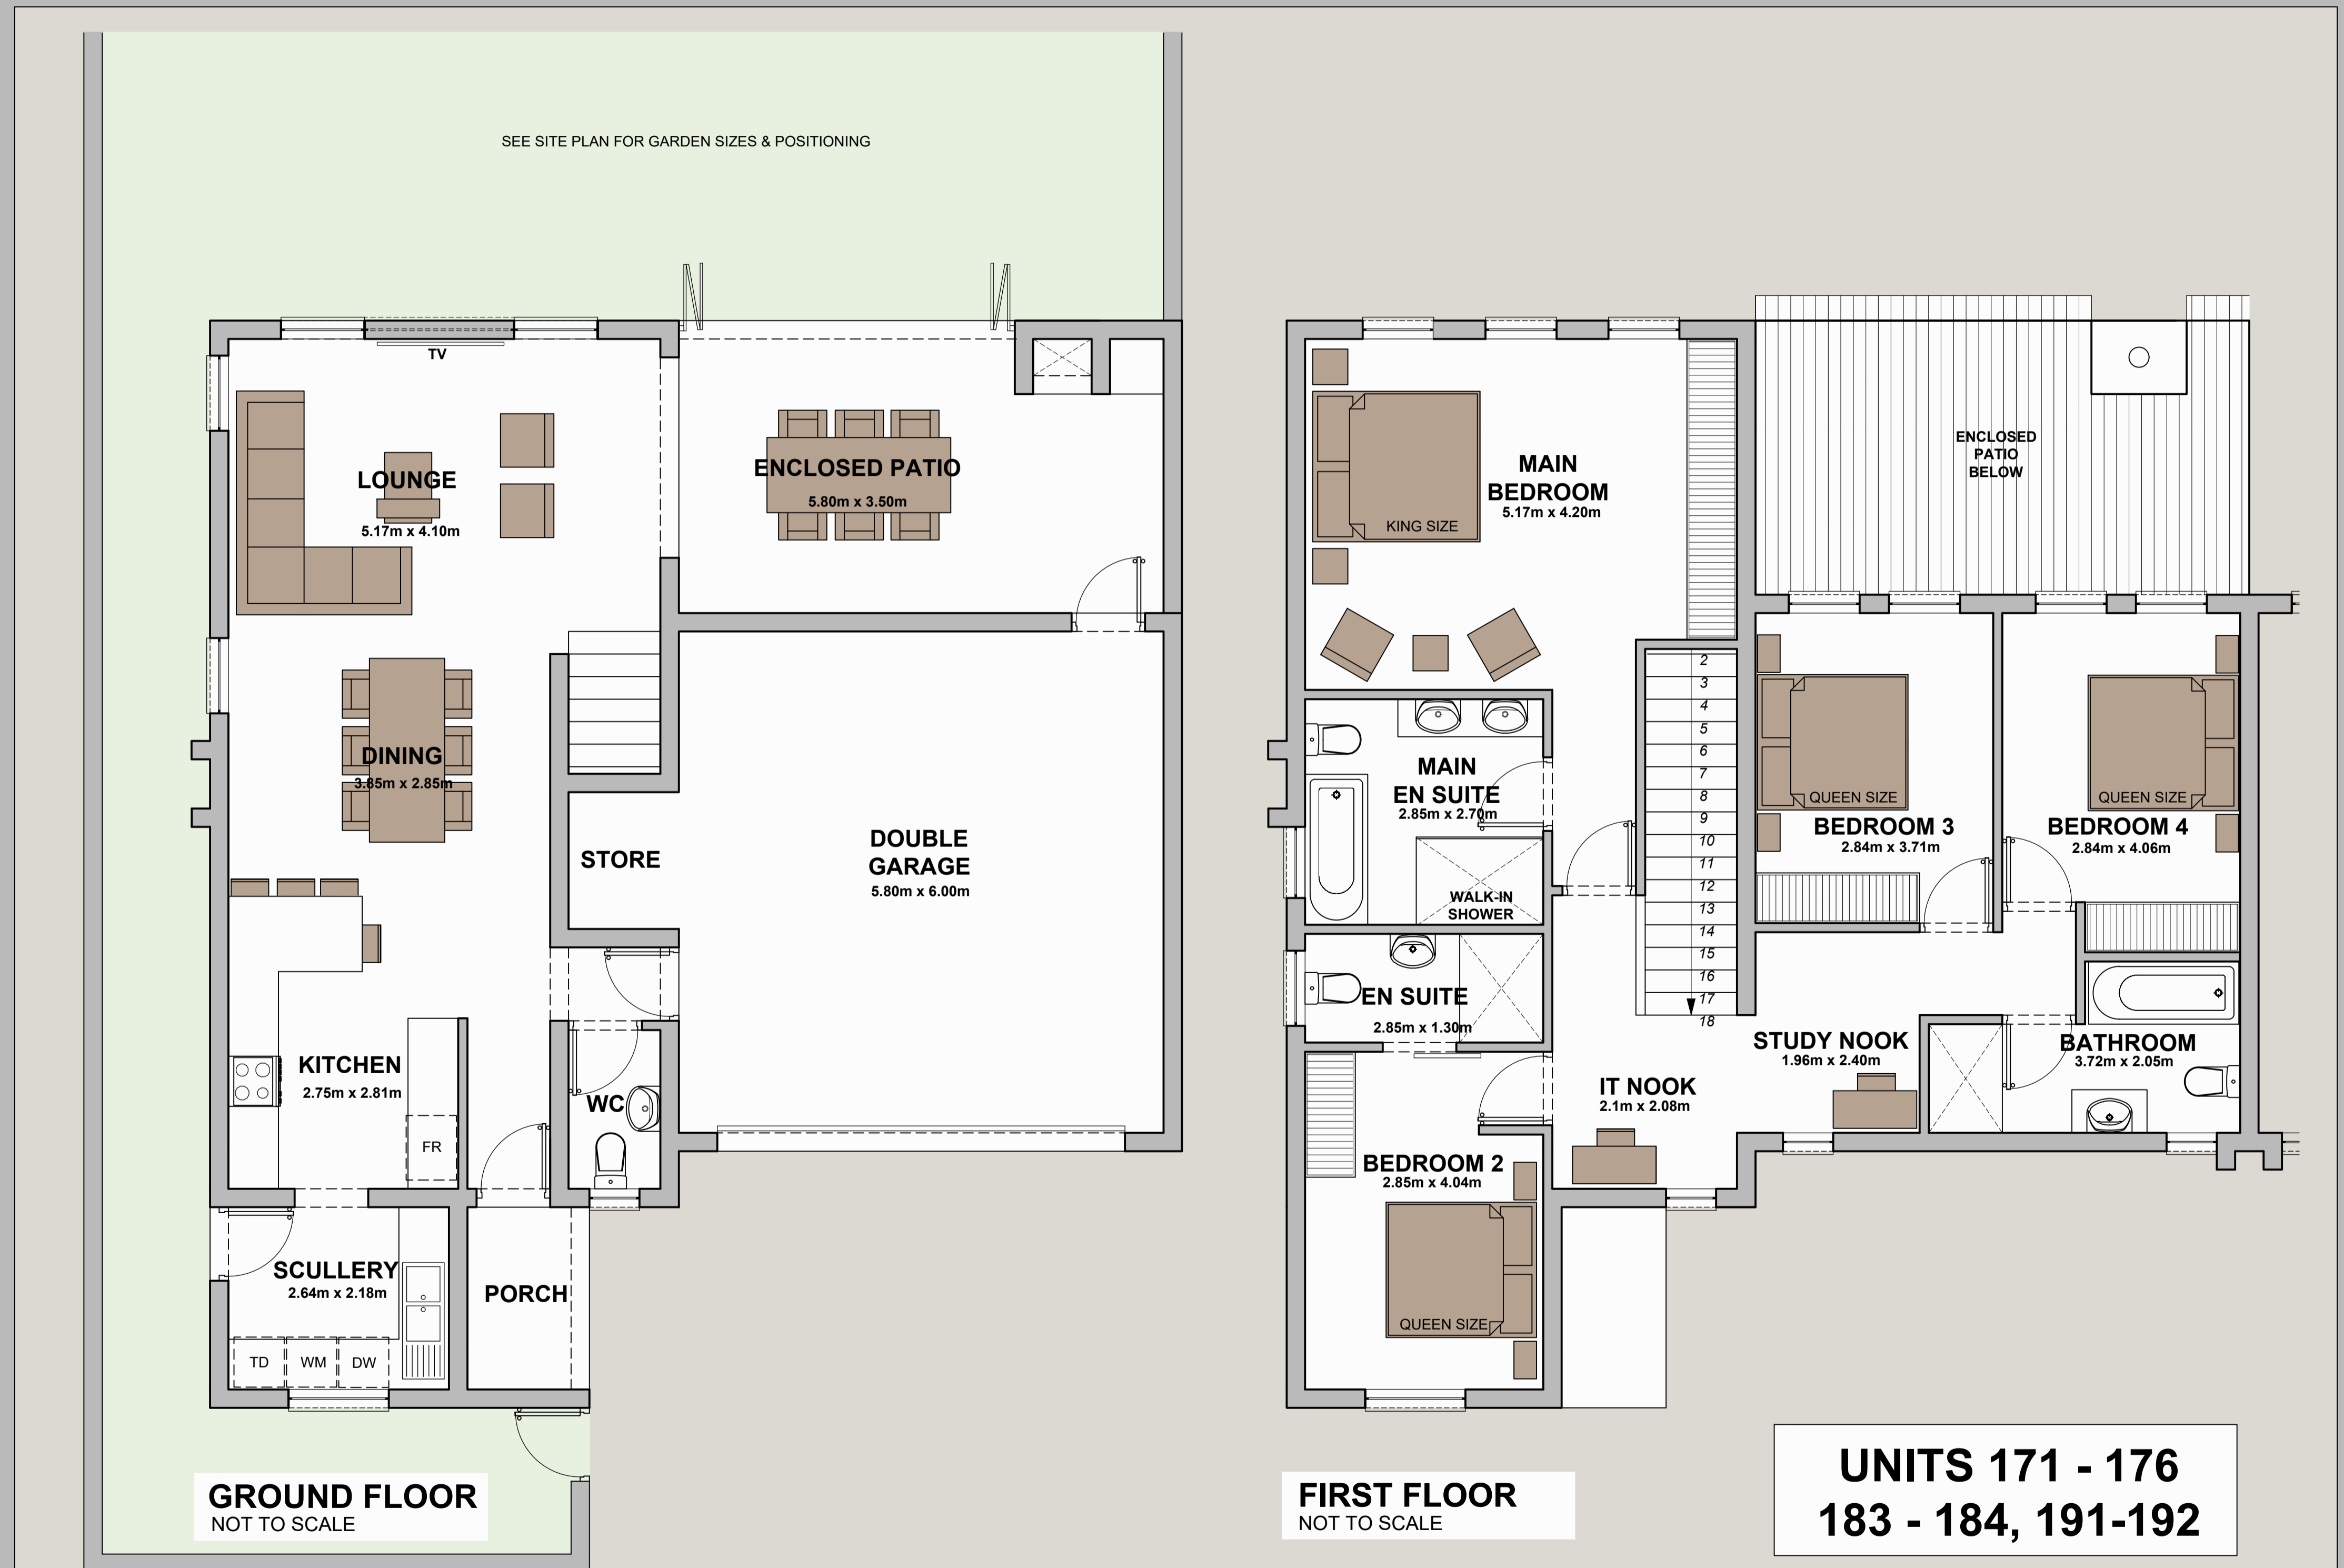 SEE SITE PLAN FOR GARDEN SIZES & POSITIONING
TV
LOUNGE
5.17m x 4.10m
ENCLOSED PATIO
5.80m x 3.50m
DINING
3.85m x 2.85m
STORE
DOUBLE
GARAGE
5.80m x 6.00m
KITCHEN
2.75m x 2.81m
FR
WC
SCULLERY
2.64m x 2.18m
PORCH
TD
WM
DW
GROUND FLOOR
NOT TO SCALE
MAIN
BEDROOM
5.17m x 4.20m
KING SIZE
ENCLOSED
PATIO
BELOW
MAIN
EN SUITE
2.85m x 2.70m
WALK-IN
SHOWER
2
3
4
5
6
7
8
9
10
11
12
13
14
15
16
17
18
QUEEN SIZE
BEDROOM 3
2.84m x 3.71m
QUEEN SIZE
BEDROOM 4
2.84m x 4.06m
EN SUITE
2.85m x 1.30m
STUDY NOOK
1.96m x 2.40m
BATHROOM
3.72m x 2.05m
IT NOOK
2.1m x 2.08m
BEDROOM 2
2.85m x 4.04m
QUEEN SIZE
FIRST FLOOR
NOT TO SCALE
UNITS 171 - 176
183 - 184, 191-192